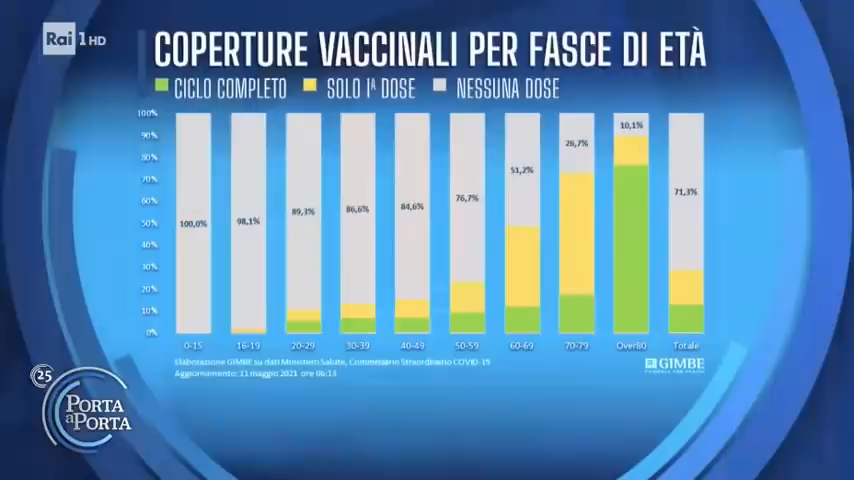 Rai 1 HD
COPERTURE VACCINALI PER FASCE DI ETÀ
CICLO COMPLETO SOLO 1ª DOSE NESSUNA DOSE
100%
90%
80%
70%
60%
50%
40%
30%
20%
10%
0%
100,0% 98,1% 89,3% 86,6% 84,6% 76,7% 51,2% 26,7% 10,1% 71,3%
0-15 16-19 20-29 30-39 40-49 50-59 60-69 70-79 Over80 Totale
Elaborazione GIMBE su dati Ministero Salute, Commissario Straordinario COVID-19
Aggiornamento: 11 maggio 2021 ore 06:13
GIMBE
25
PORTA
a PORTA